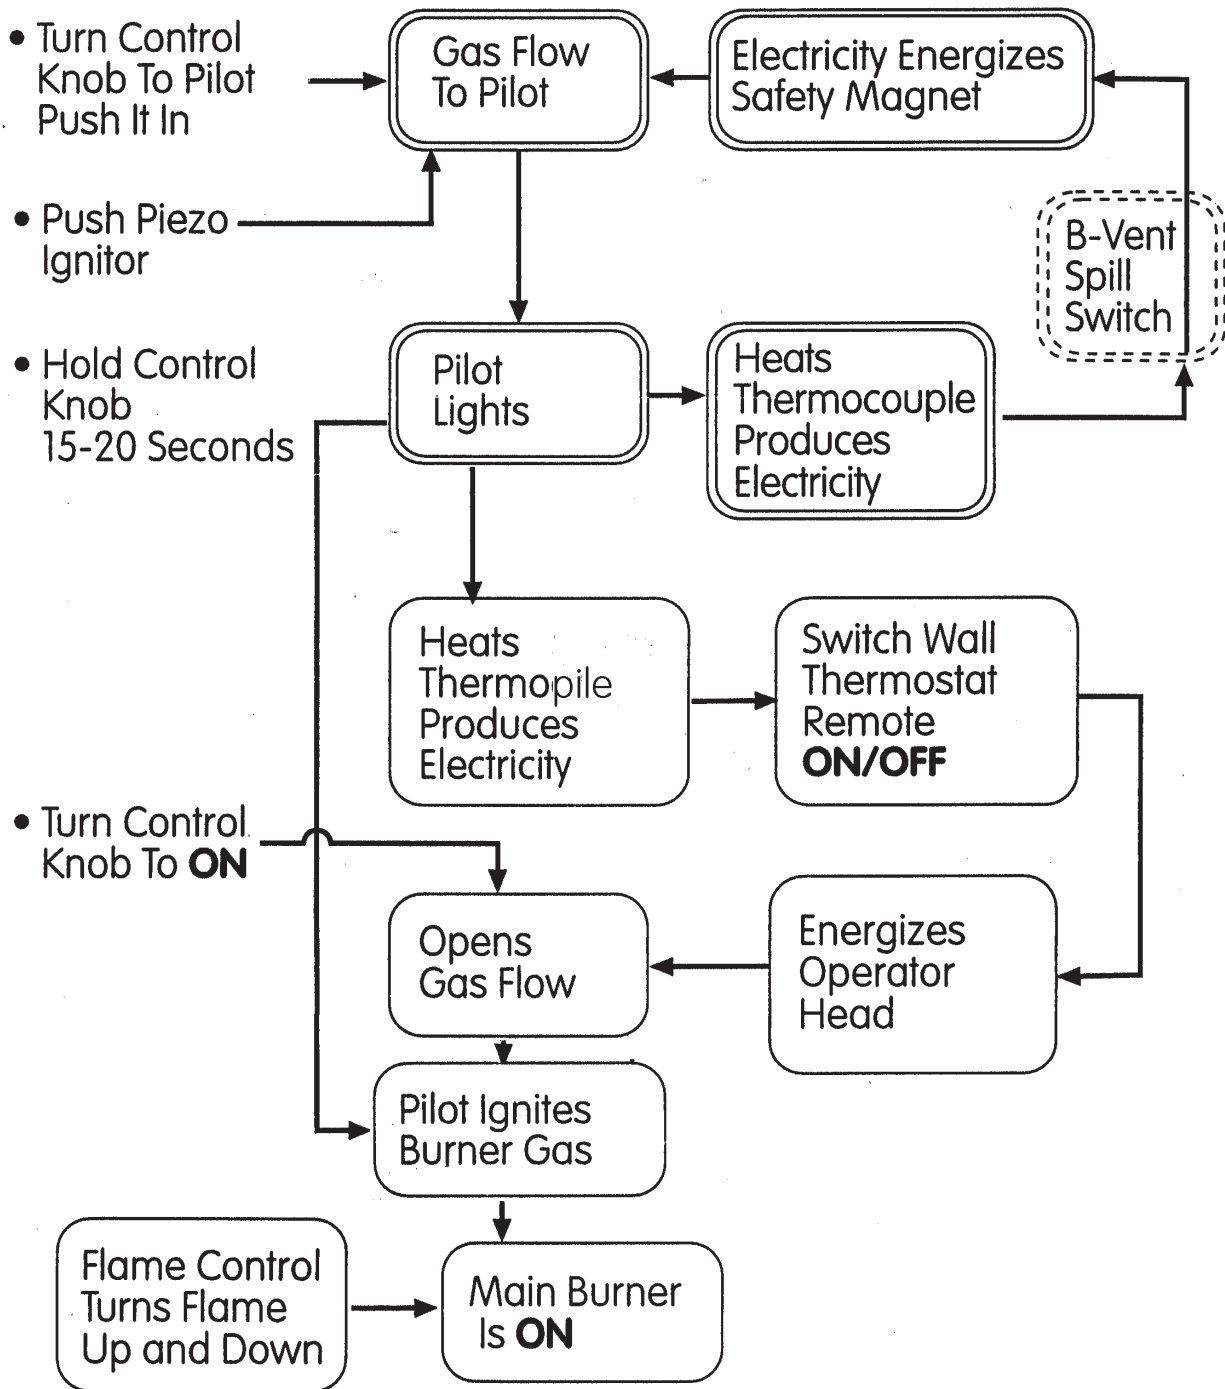 • Turn Control
Knob To Pilot
Push It In
Gas Flow
To Pilot
Electricity Energizes
Safety Magnet
• Push Piezo
Ignitor
B-Vent
Spill
Switch
• Hold Control
Knob
15-20 Seconds
Pilot
Lights
Heats
Thermocouple
Produces
Electricity
Heats
Thermopile
Produces
Electricity
Switch Wall
Thermostat
Remote
ON/OFF
• Turn Control
Knob To ON
Opens
Gas Flow
Energizes
Operator
Head
Pilot Ignites
Burner Gas
Flame Control
Turns Flame
Up and Down
Main Burner
Is ON